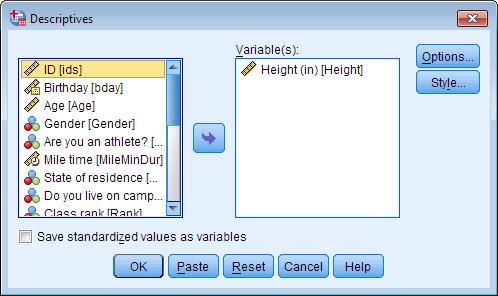 Descriptives
Variable(s):
ID [ids]
Birthday [bday]
Age [Age]
Gender [Gender]
Are you an athlete? [...
Mile time [MileMinDur]
State of residence [...
Do you live on camp...
Class rank [Rank]
Height (in) [Height]
Options...
Style...
Save standardized values as variables
OK
Paste
Reset
Cancel
Help